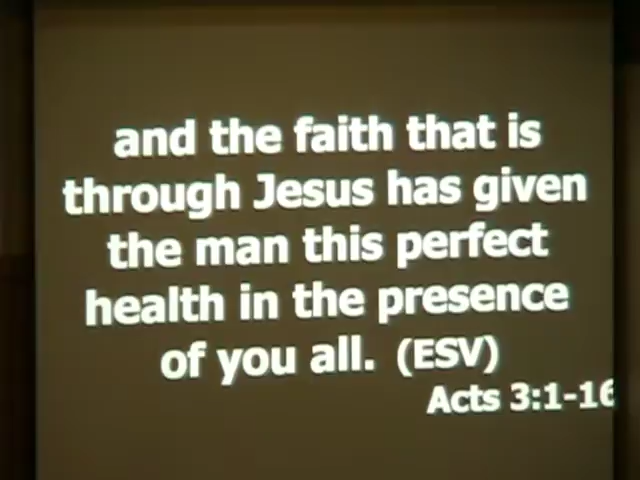 and the faith that is
through Jesus has given
the man this perfect
health in the presence
of you all. (ESV)
Acts 3:1-16